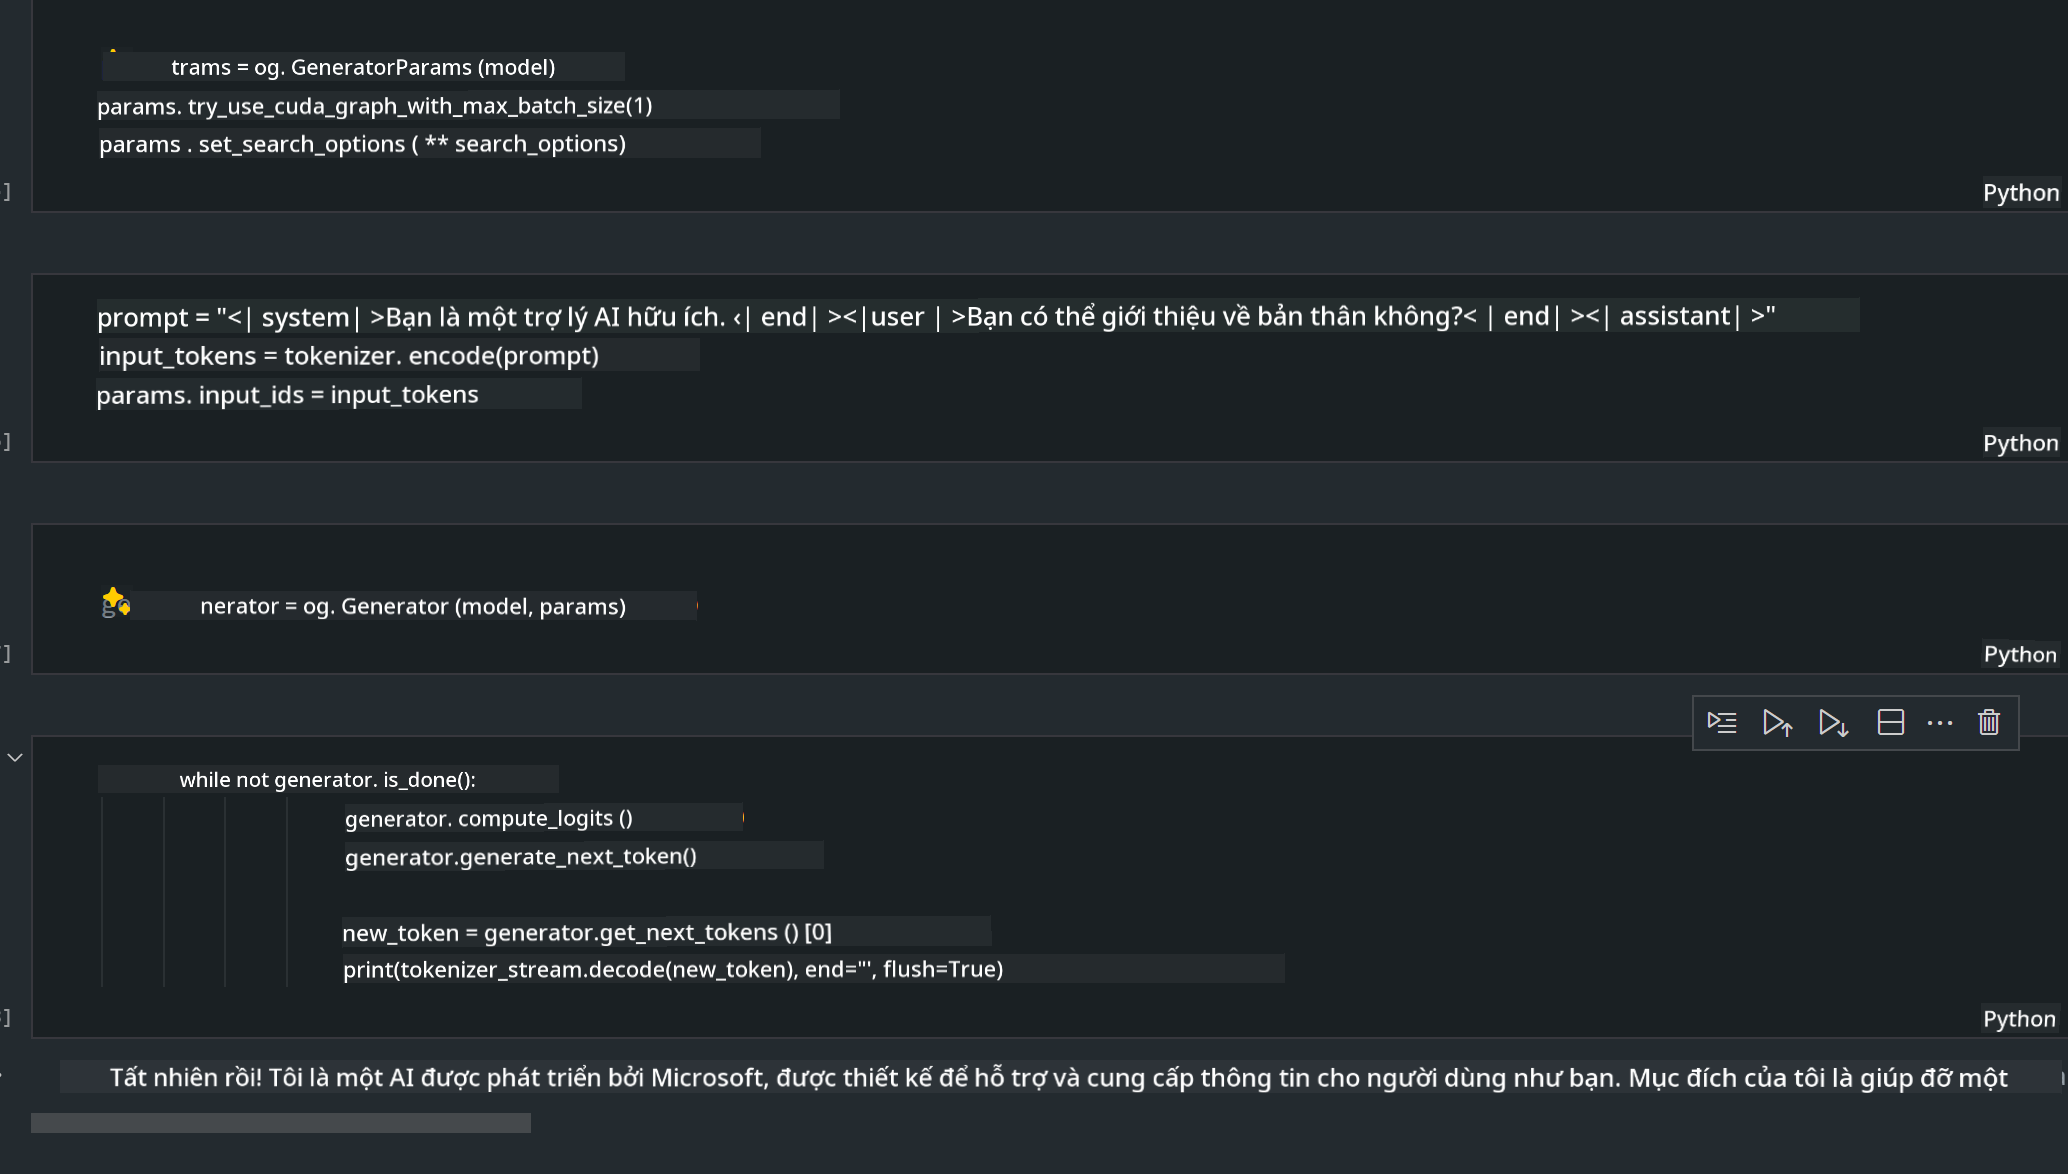 trams = og. GeneratorParams (model)
params. try_use_cuda_graph_with_max_batch_size(1)
params . set_search_options ( ** search_options)
]
Python
prompt = "<| system| >Bạn là một trợ lý AI hữu ích. ‹| end| ><|user | >Bạn có thể giới thiệu về bản thân không?< | end| ><| assistant| >"
input_tokens = tokenizer. encode(prompt)
params. input_ids = input_tokens
]
Python
nerator = og. Generator (model, params)
]
Python
while not generator. is_done():
generator. compute_logits ()
generator.generate_next_token()
new_token = generator.get_next_tokens () [0]
print(tokenizer_stream.decode(new_token), end="', flush=True)
]
Python
Tất nhiên rồi! Tôi là một AI được phát triển bởi Microsoft, được thiết kế để hỗ trợ và cung cấp thông tin cho người dùng như bạn. Mục đích của tôi là giúp đỡ một